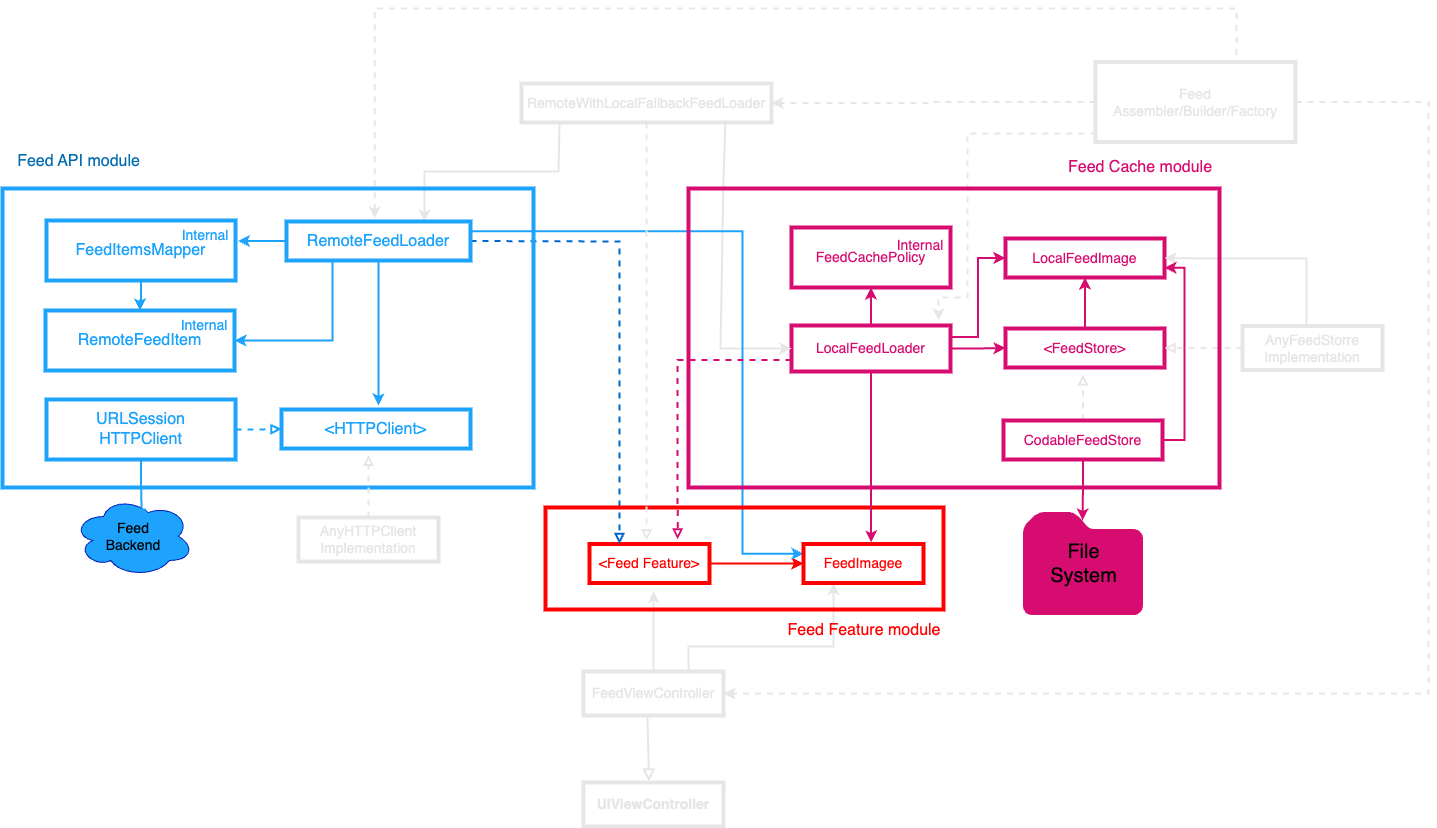 RemoteWithLocalFallbackFeedLoader
Feed
Assembler/Builder/Factory
Feed API module
Feed Cache module
Internal
FeedItemsMapper
RemoteFeedLoader
Internal
FeedCachePolicy
LocalFeedImage
Internal
RemoteFeedItem
LocalFeedLoader
<FeedStore>
AnyFeedStorre
Implementation
URLSession
HTTPClient
<HTTPClient>
CodableFeedStore
Feed
Backend
AnyHTTPClient
Implementation
<Feed Feature>
FeedImagee
File
System
Feed Feature module
FeedViewController
UIViewController